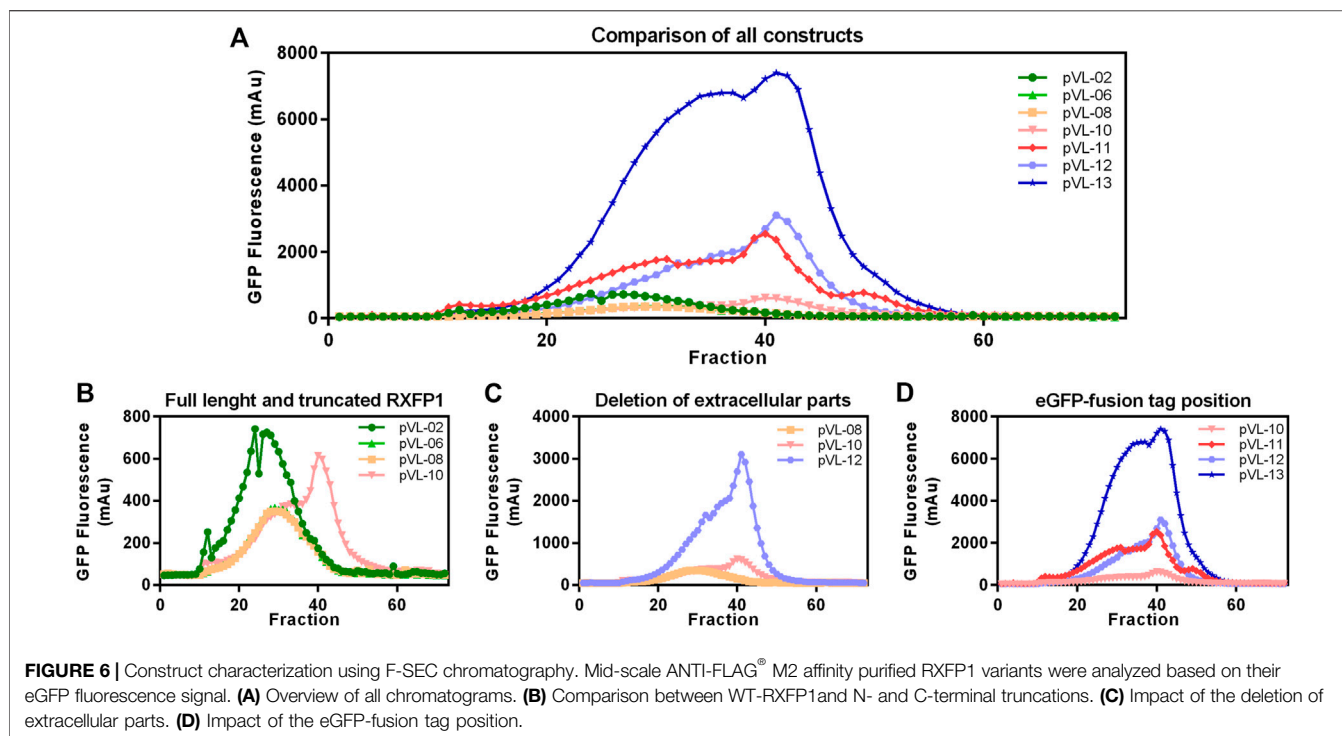 A
Comparison of all constructs
GFP Fluorescence (mAu)
8000
6000
4000
2000
0
0 20 40 60
Fraction
pVL-02
pVL-06
pVL-08
pVL-10
pVL-11
pVL-12
pVL-13
B
Full lenght and truncated RXFP1
GFP Fluorescence
(mAu)
800
600
400
200
0
0 20 40 60
Fraction
pVL-02
pVL-06
pVL-08
pVL-10
C
Deletion of extracellular parts
GFP Fluorescence
(mAu)
4000
3000
2000
1000
0
0 20 40 60
Fraction
pVL-08
pVL-10
pVL-12
D
eGFP-fusion tag position
GFP Fluorescence
(mAu)
8000
6000
4000
2000
0
0 20 40 60
Fraction
pVL-10
pVL-11
pVL-12
pVL-13
FIGURE 6 | Construct characterization using F-SEC chromatography. Mid-scale ANTI-FLAG® M2 affinity purified RXFP1 variants were analyzed based on their
eGFP fluorescence signal. (A) Overview of all chromatograms. (B) Comparison between WT-RXFP1and N- and C-terminal truncations. (C) Impact of the deletion of
extracellular parts. (D) Impact of the eGFP-fusion tag position.